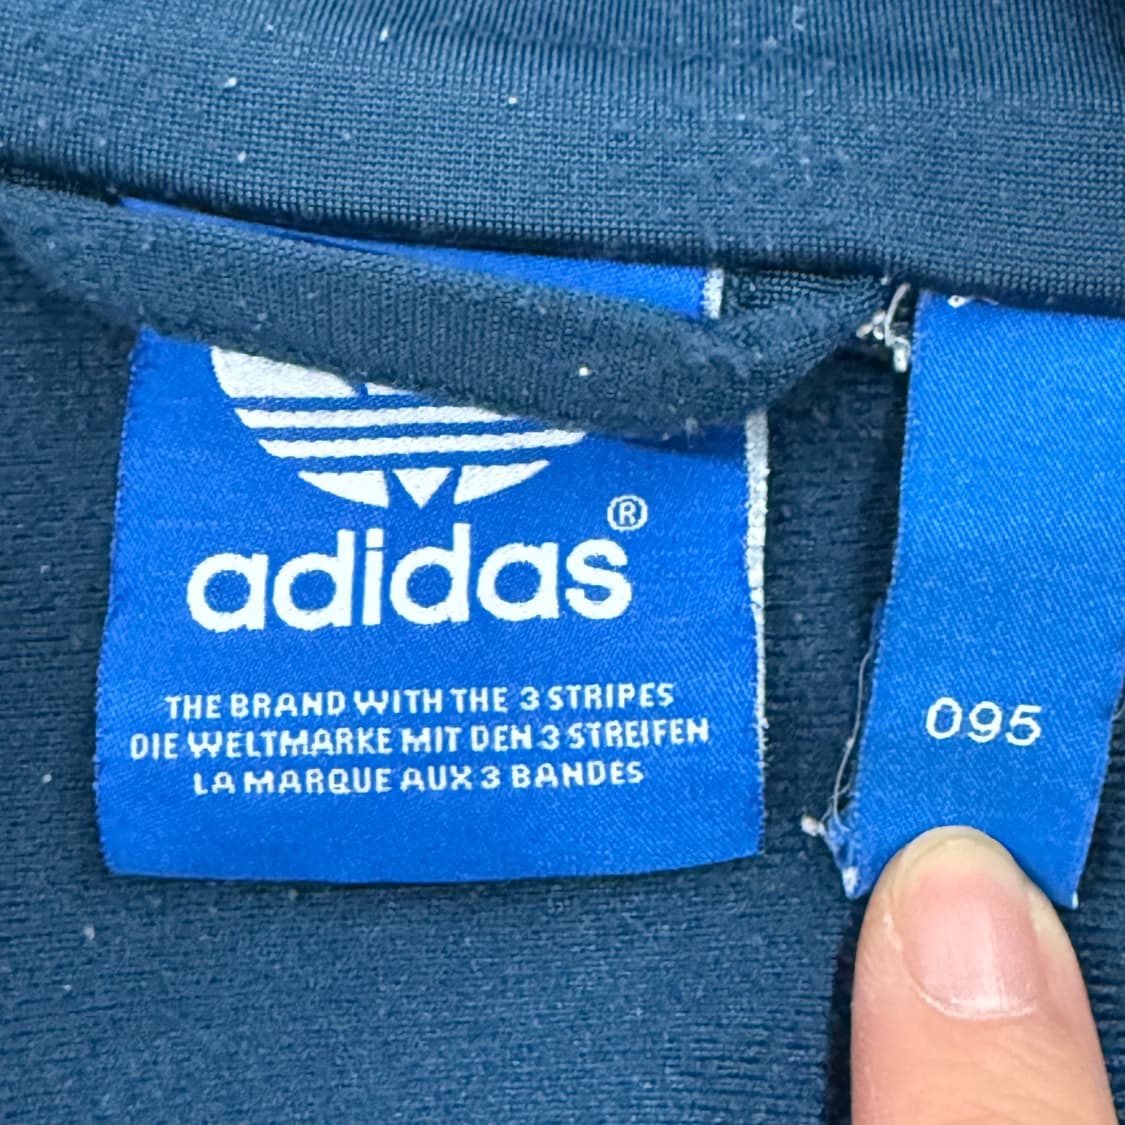 adidas®
THE BRAND WITH THE 3 STRIPES
DIE WELTMARKE MIT DEN 3 STREIFEN
LA MARQUE AUX 3 BANDES
095